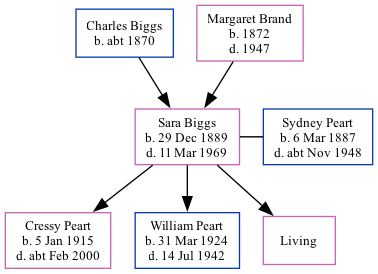 Charles Biggs
b. abt 1870
Margaret Brand
b. 1872
d. 1947
Sara Biggs
b. 29 Dec 1889
d. 11 Mar 1969
Sydney Peart
b. 6 Mar 1887
d. abt Nov 1948
Cressy Peart
b. 5 Jan 1915
d. abt Feb 2000
William Peart
b. 31 Mar 1924
d. 14 Jul 1942
Living